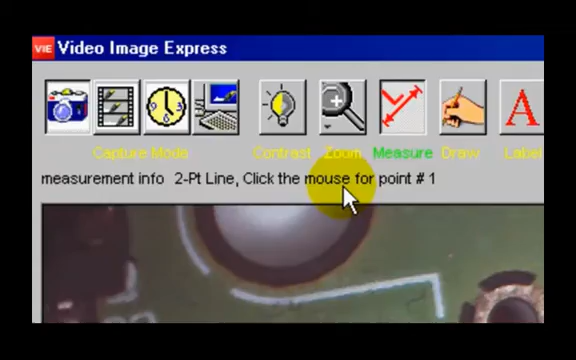 VIE Video Image Express
Capture Mode Contrast Zoom Measure Draw Label
measurement info 2-Pt Line, Click the mouse for point # 1